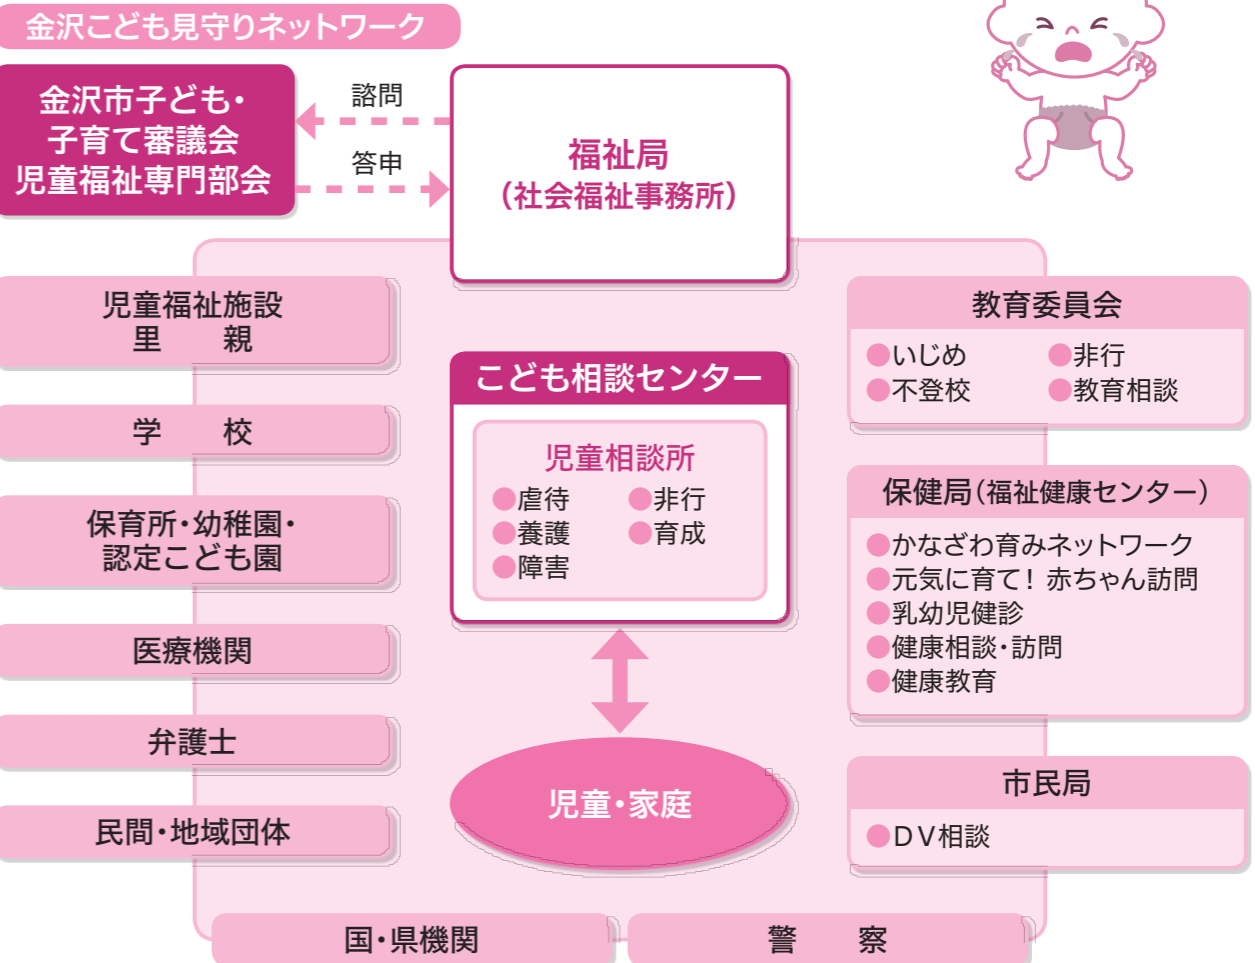 金沢こども見守りネットワーク
金沢市子ども・
子育て審議会
児童福祉専門部会
諮問
答申
福祉局
（社会福祉事務所）
児童福祉施設
里　親
学　校
保育所・幼稚園・
認定こども園
医療機関
弁護士
民間・地域団体
こども相談センター
児童相談所
●虐待　●非行
●養護　●育成
●障害
児童・家庭
教育委員会
●いじめ　●非行
●不登校　●教育相談
保健局（福祉健康センター）
●かなざわ育みネットワーク
●元気に育て！赤ちゃん訪問
●乳幼児健診
●健康相談・訪問
●健康教育
市民局
●ＤＶ相談
国・県機関
警　察